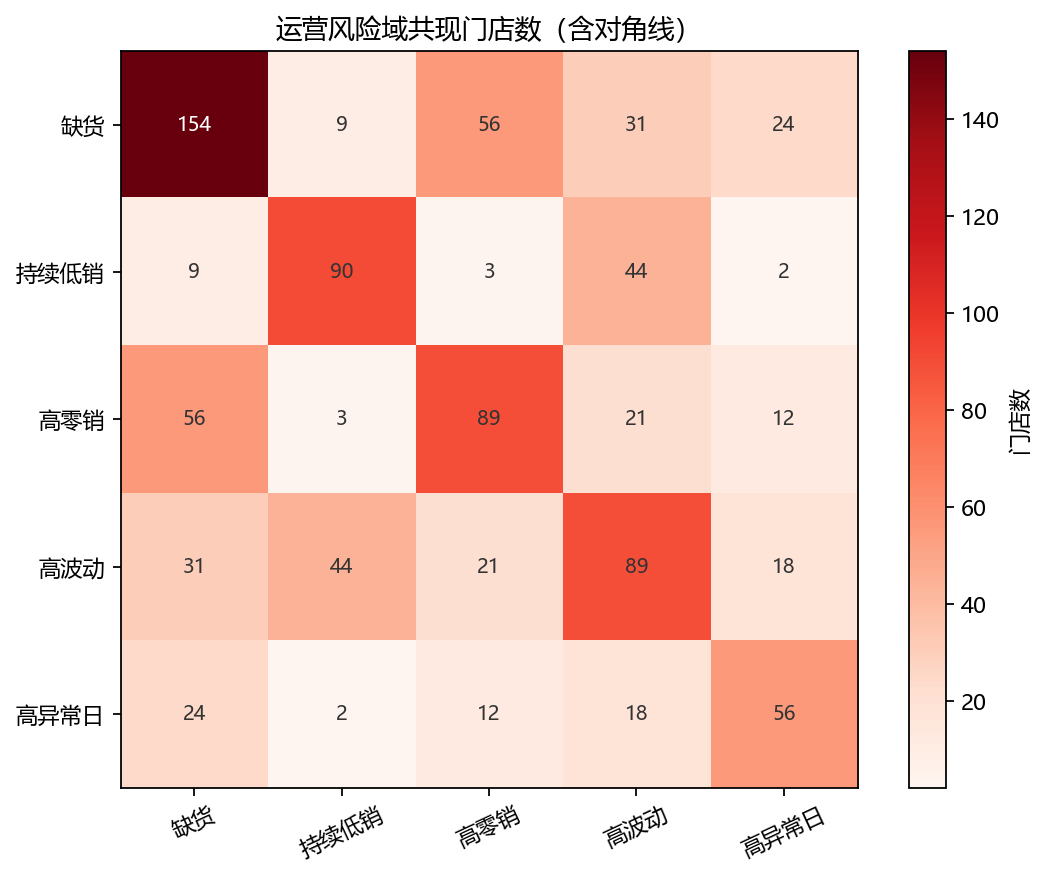 运营风险域共现门店数（含对角线）
缺货 154 9 56 31 24
持续低销 9 90 3 44 2
高零销 56 3 89 21 12
高波动 31 44 21 89 18
高异常日 24 2 12 18 56
缺货 持续低销 高零销 高波动 高异常日
140
120
100
80
60
40
20
门店数